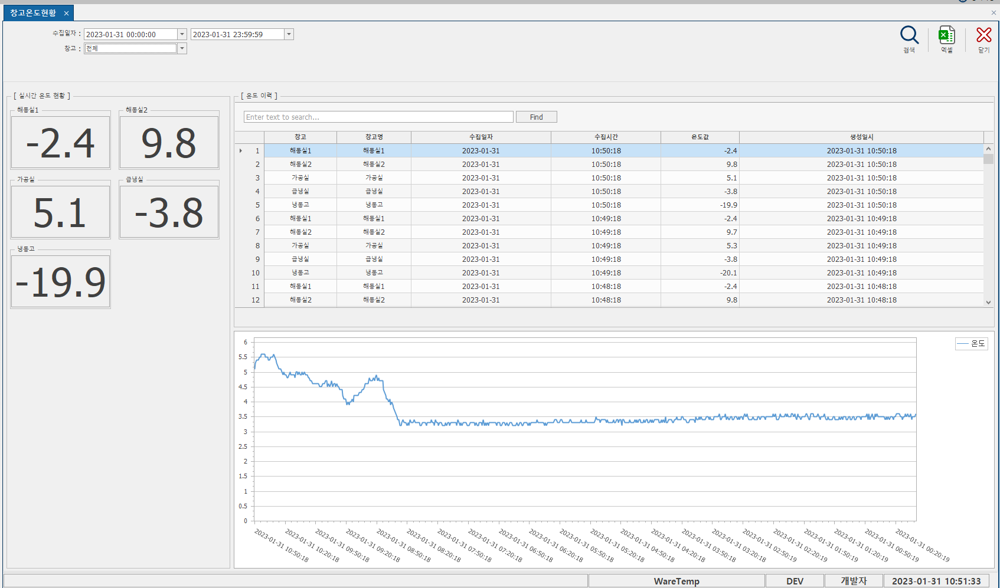 창고온도현황 ×
수집일자 : 2023-01-31 00:00:00 2023-01-31 23:59:59
창고 : 전체
검색 엑셀 닫기
[ 실시간 온도 현황 ]
해동실1 해동실2
-2.4 9.8
가공실 급냉실
5.1 -3.8
냉동고
-19.9
[ 온도 이력 ]
Enter text to search... Find
창고 창고명 수집일자 수집시간 온도값 생성일시
1 해동실1 해동실1 2023-01-31 10:50:18 -2.4 2023-01-31 10:50:18
2 해동실2 해동실2 2023-01-31 10:50:18 9.8 2023-01-31 10:50:18
3 가공실 가공실 2023-01-31 10:50:18 5.1 2023-01-31 10:50:18
4 급냉실 급냉실 2023-01-31 10:50:18 -3.8 2023-01-31 10:50:18
5 냉동고 냉동고 2023-01-31 10:50:18 -19.9 2023-01-31 10:50:18
6 해동실1 해동실1 2023-01-31 10:49:18 -2.4 2023-01-31 10:49:18
7 해동실2 해동실2 2023-01-31 10:49:18 9.7 2023-01-31 10:49:18
8 가공실 가공실 2023-01-31 10:49:18 5.3 2023-01-31 10:49:18
9 급냉실 급냉실 2023-01-31 10:49:18 -3.8 2023-01-31 10:49:18
10 냉동고 냉동고 2023-01-31 10:49:18 -20.1 2023-01-31 10:49:18
11 해동실1 해동실1 2023-01-31 10:48:18 -2.4 2023-01-31 10:48:18
12 해동실2 해동실2 2023-01-31 10:48:18 9.8 2023-01-31 10:48:18
온도
6
5.5
5
4.5
4
3.5
3
2.5
2
1.5
1
0.5
0
2023-01-31 10:50:18
2023-01-31 10:20:18
2023-01-31 09:50:18
2023-01-31 09:20:18
2023-01-31 08:50:18
2023-01-31 08:20:18
2023-01-31 07:50:18
2023-01-31 07:20:18
2023-01-31 06:50:18
2023-01-31 06:20:18
2023-01-31 05:50:18
2023-01-31 05:20:18
2023-01-31 04:50:18
2023-01-31 04:20:18
2023-01-31 03:50:18
2023-01-31 03:20:18
2023-01-31 02:50:19
2023-01-31 02:20:19
2023-01-31 01:50:19
2023-01-31 01:20:19
2023-01-31 00:50:19
2023-01-31 00:20:19
WareTemp DEV 개발자 2023-01-31 10:51:33